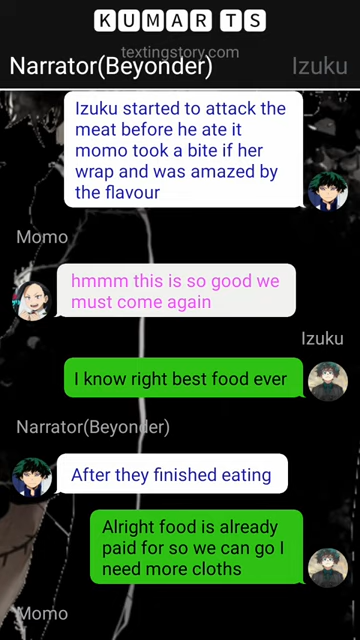 KUMAR TS
textingstory.com
Narrator(Beyonder) Izuku
Izuku started to attack the
meat before he ate it
momo took a bite if her
wrap and was amazed by
the flavour
Momo
hmmm this is so good we
must come again
Izuku
I know right best food ever
Narrator(Beyonder)
After they finished eating
Alright food is already
paid for so we can go I
need more cloths
Momo